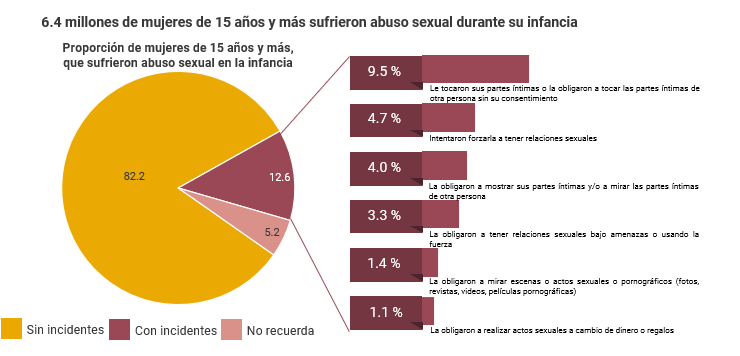 6.4 millones de mujeres de 15 años y más sufrieron abuso sexual durante su infancia
Proporción de mujeres de 15 años y más,
que sufrieron abuso sexual en la infancia
82.2
12.6
5.2
9.5 %
Le tocaron sus partes íntimas o la obligaron a tocar las partes íntimas de
otra persona sin su consentimiento
4.7 %
Intentaron forzarla a tener relaciones sexuales
4.0 %
La obligaron a mostrar sus partes íntimas y/o a mirar las partes íntimas
de otra persona
3.3 %
La obligaron a tener relaciones sexuales bajo amenazas o usando la
fuerza
1.4 %
La obligaron a mirar escenas o actos sexuales o pornográficos (fotos,
revistas, videos, películas pornográficas)
1.1 %
La obligaron a realizar actos sexuales a cambio de dinero o regalos
Sin incidentes
Con incidentes
No recuerda